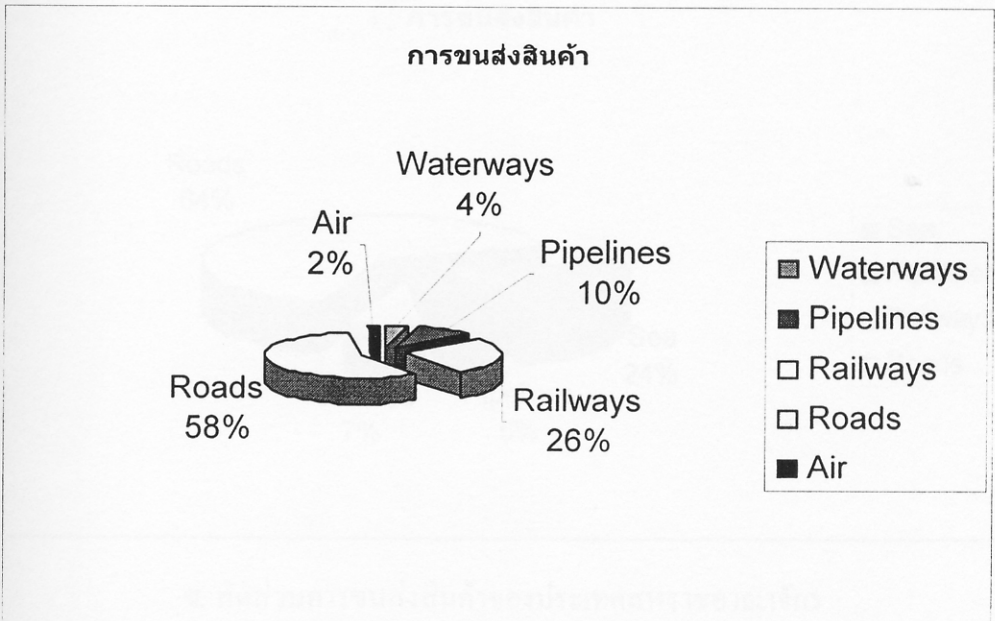 การขนส่งสินค้า
Waterways
4%
Air
2%
Pipelines
10%
Roads
58%
Railways
26%
Waterways
Pipelines
Railways
Roads
Air